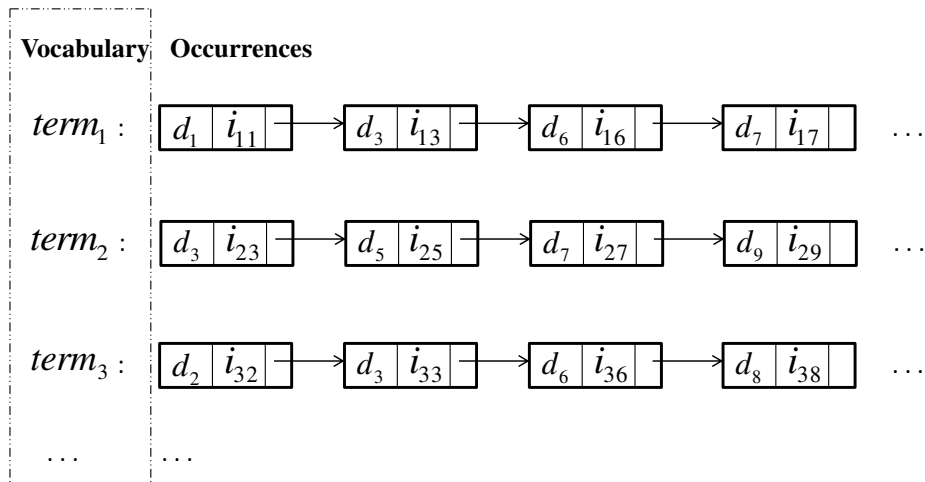 Vocabulary Occurrences
term₁ : d₁ i₁₁ d₃ i₁₃ d₆ i₁₆ d₇ i₁₇ ...
term₂ : d₃ i₂₃ d₅ i₂₅ d₇ i₂₇ d₉ i₂₉ ...
term₃ : d₂ i₃₂ d₃ i₃₃ d₆ i₃₆ d₈ i₃₈ ...
... ...